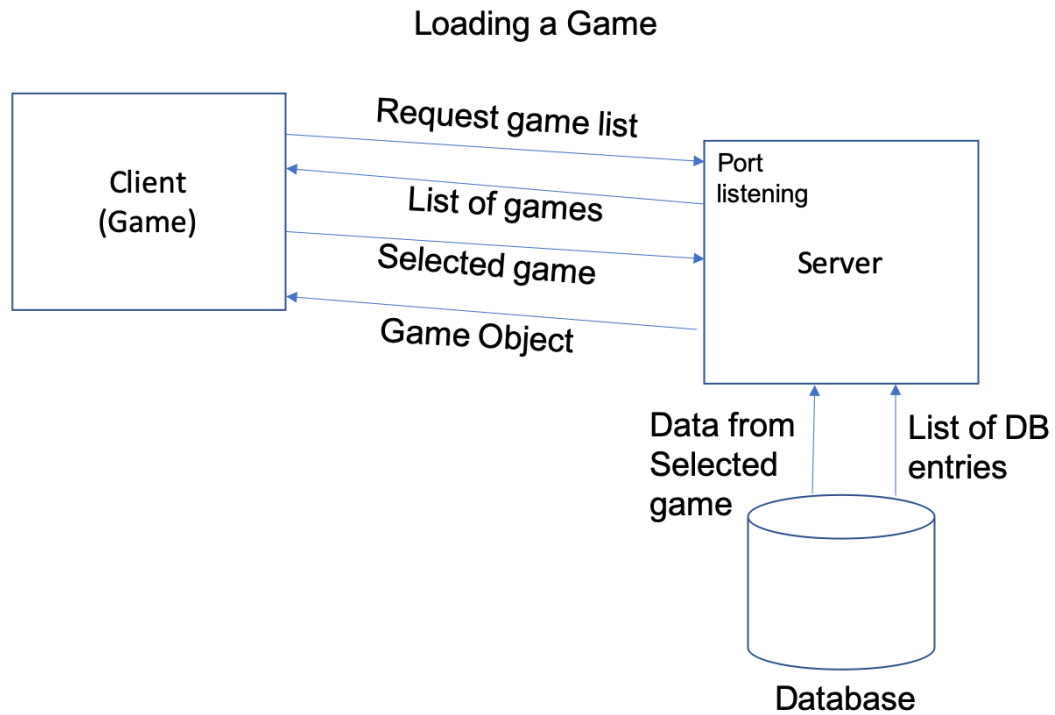 Loading a Game
Client
(Game)
Request game list
List of games
Selected game
Game Object
Port
listening
Server
Data from
Selected
game
List of DB
entries
Database